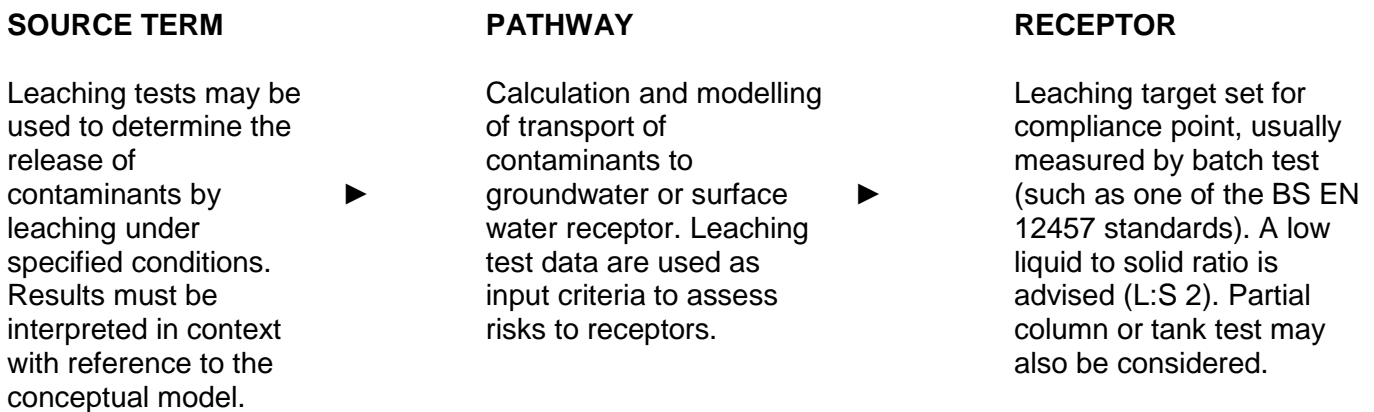 SOURCE TERM
Leaching tests may be
used to determine the
release of
contaminants by
leaching under
specified conditions.
Results must be
interpreted in context
with reference to the
conceptual model.
►
PATHWAY
Calculation and modelling
of transport of
contaminants to
groundwater or surface
water receptor. Leaching
test data are used as
input criteria to assess
risks to receptors.
►
RECEPTOR
Leaching target set for
compliance point, usually
measured by batch test
(such as one of the BS EN
12457 standards). A low
liquid to solid ratio is
advised (L:S 2). Partial
column or tank test may
also be considered.